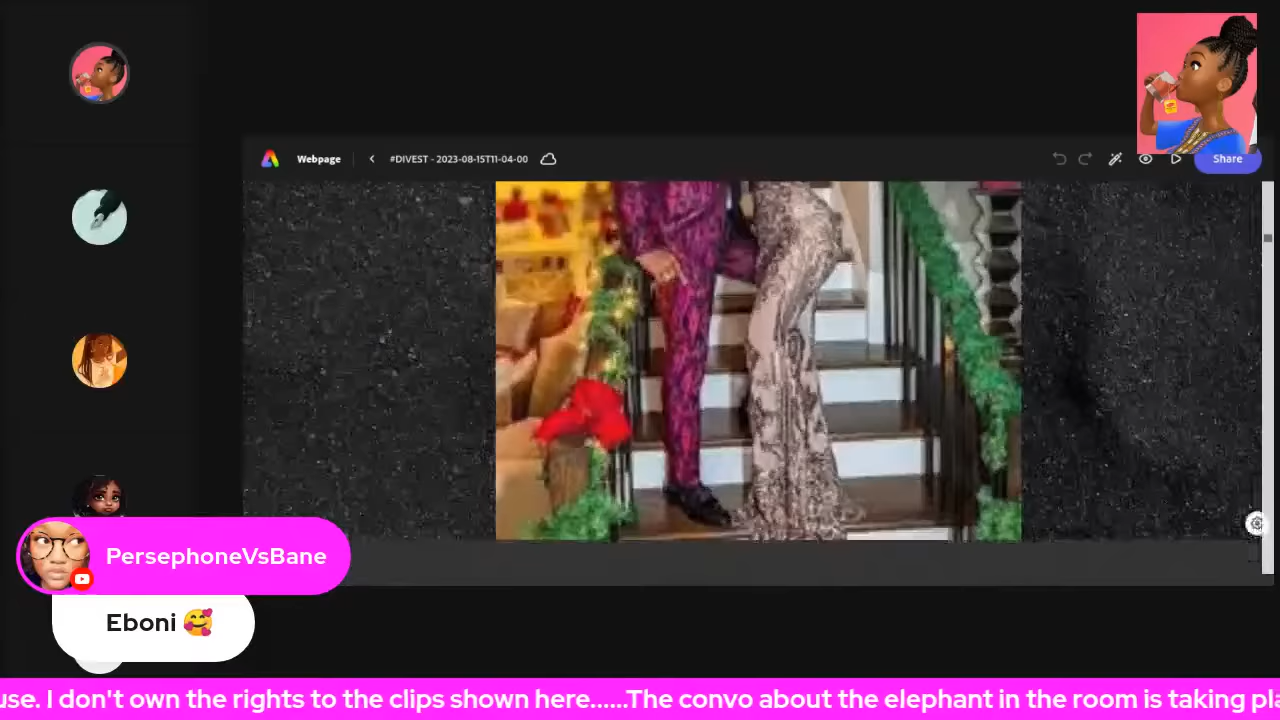 Webpage
#DIVEST - 2023-08-15T11-04-00
Share
PersephoneVsBane
Eboni 🥰
use. I don't own the rights to the clips shown here......The convo about the elephant in the room is taking pla